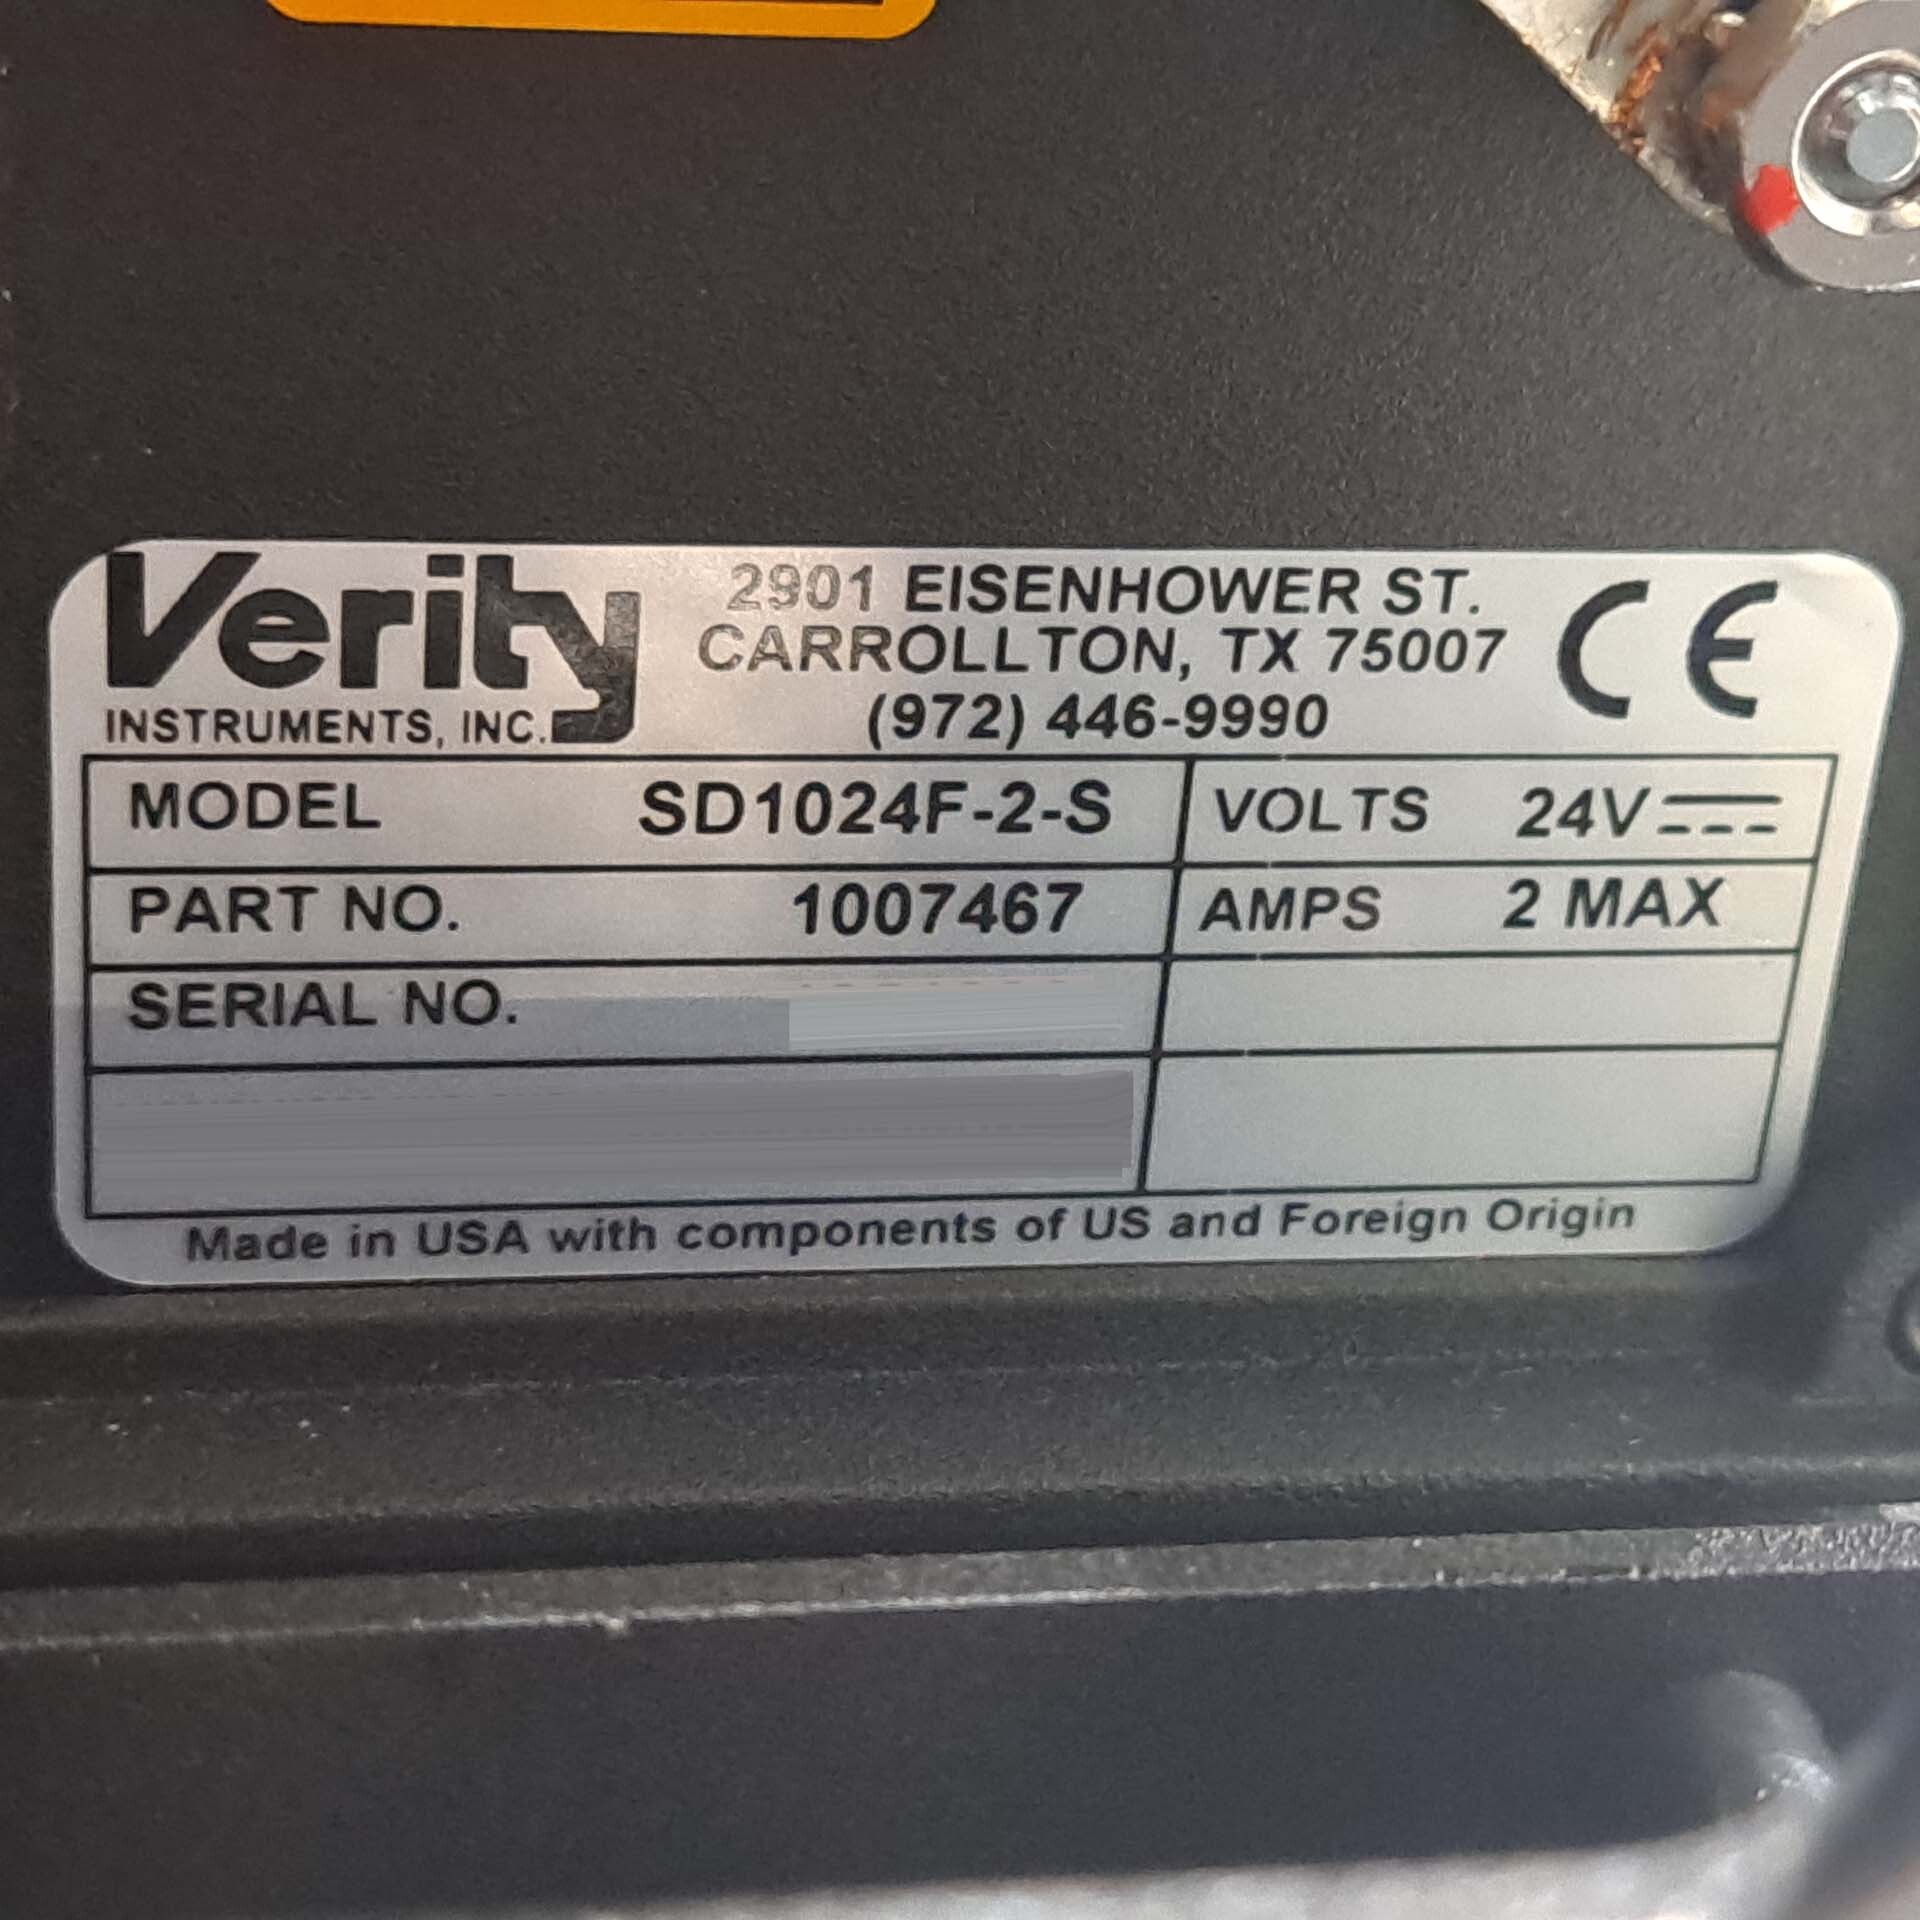 Verity
INSTRUMENTS, INC.
2901 EISENHOWER ST.
CARROLLTON, TX 75007
(972) 446-9990
CE
MODEL SD1024F-2-S VOLTS 24V
PART NO. 1007467 AMPS 2 MAX
SERIAL NO.
Made in USA with components of US and Foreign Origin